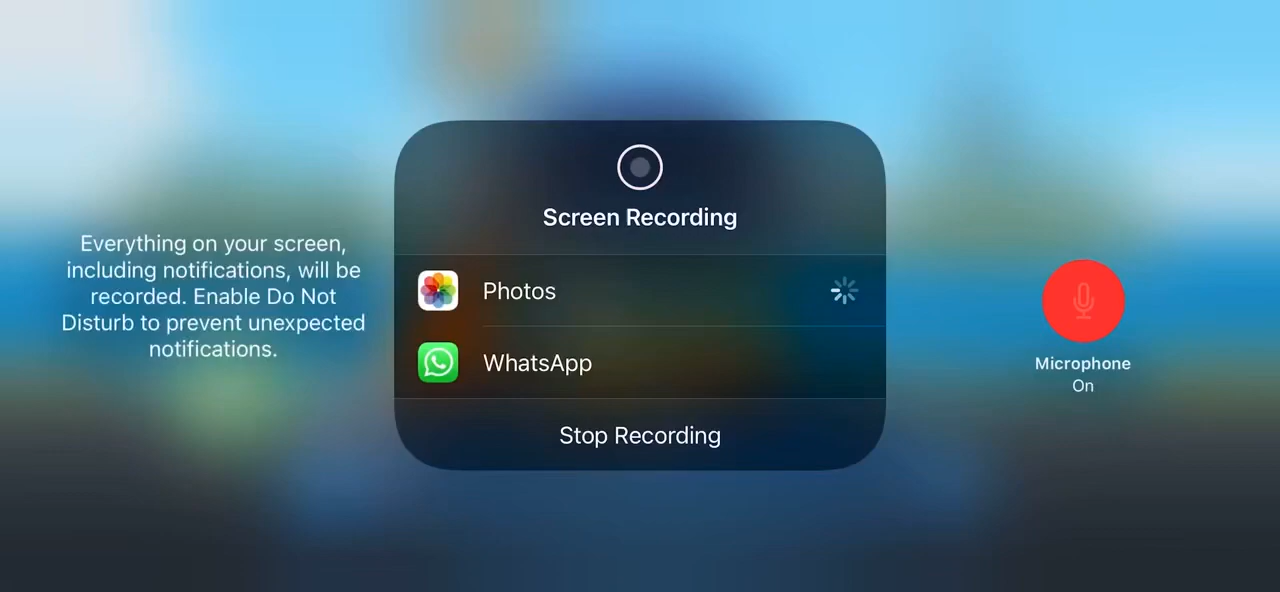 Screen Recording
Everything on your screen,
including notifications, will be
recorded. Enable Do Not
Disturb to prevent unexpected
notifications.
Photos
WhatsApp
Stop Recording
Microphone
On